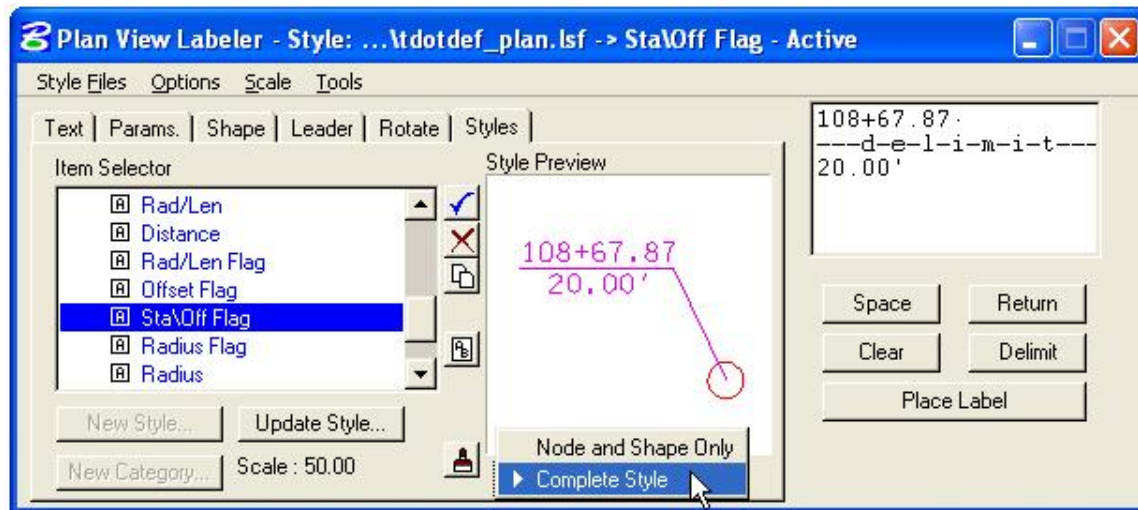 Plan View Labeler - Style: ...\tdotdef_plan.lsf -> Sta\Off Flag - Active
Style Files Options Scale Tools
Text Params. Shape Leader Rotate Styles
Item Selector
Rad/Len
Distance
Rad/Len Flag
Offset Flag
Sta\Off Flag
Radius Flag
Radius
New Style...
Update Style...
New Category...
Scale : 50.00
Style Preview
108+67.87
20.00'
Node and Shape Only
Complete Style
108+67.87·
---d-e-l-i-m-i-t---
20.00'
Space
Return
Clear
Delimit
Place Label